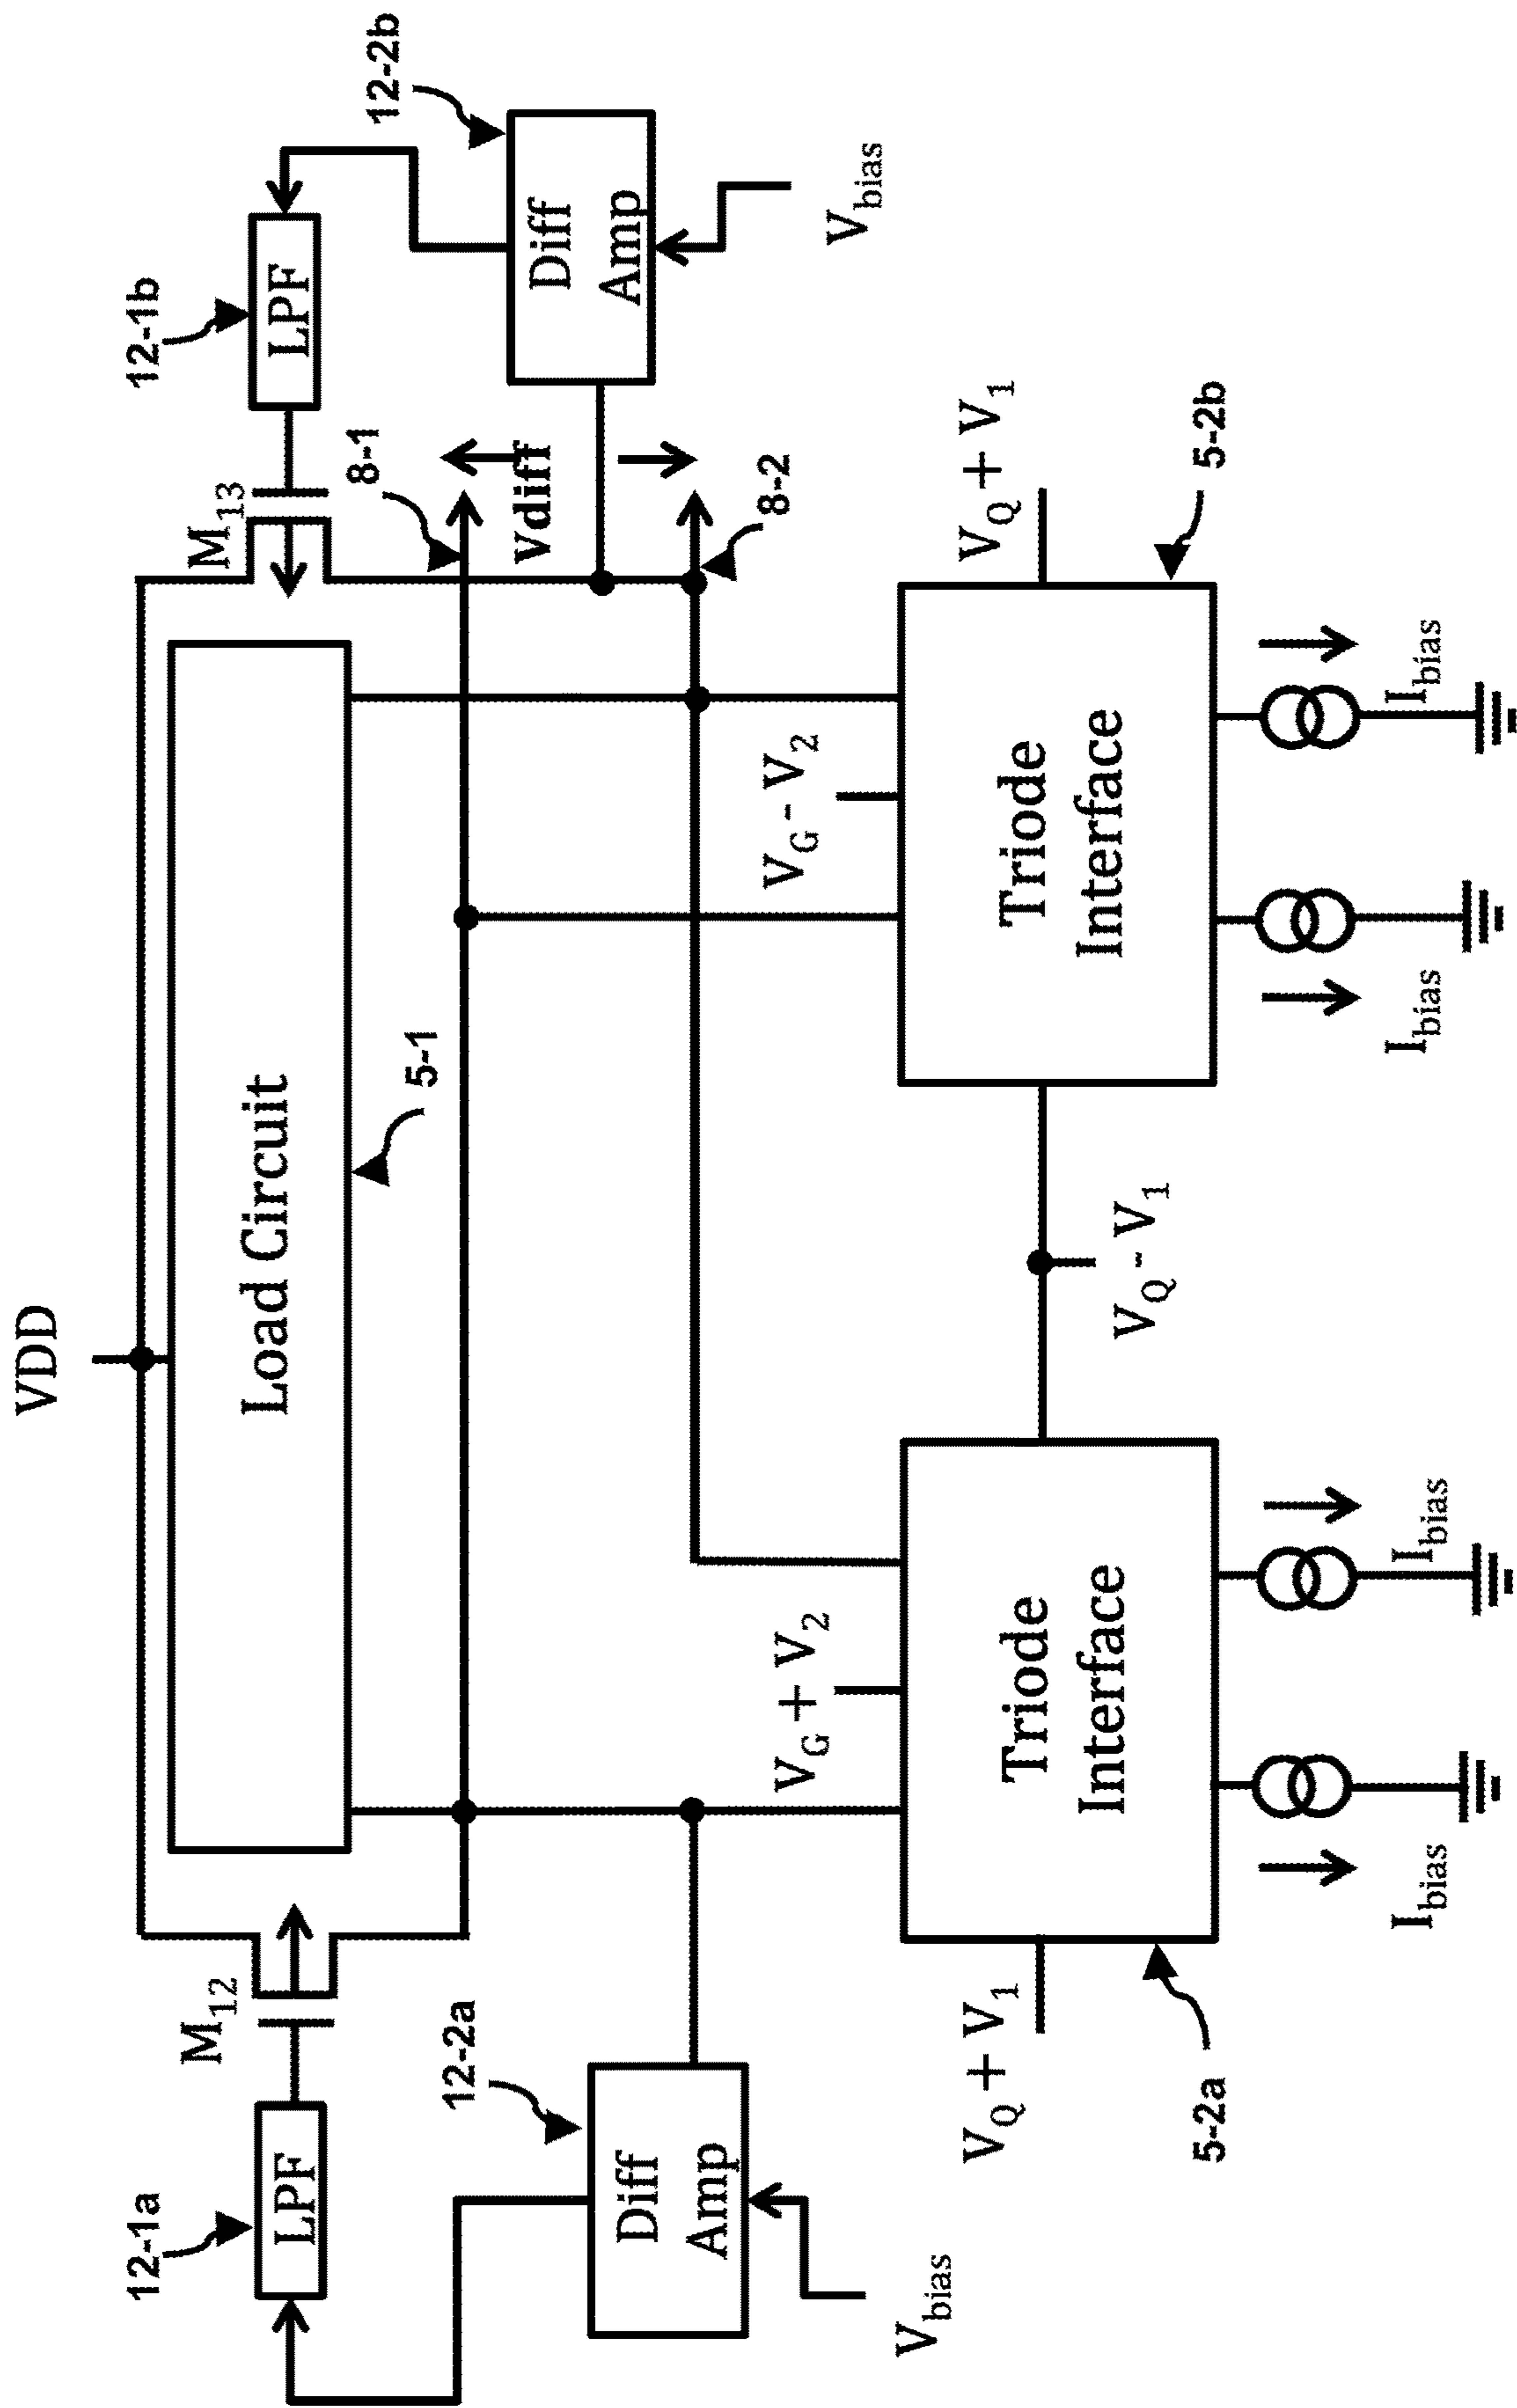 VDD
12-1a
LPF
M12
Load Circuit
5-1
M13
12-1b
LPF
12-2b
8-1
Vdiff
8-2
Diff
Amp
Vbias
12-2a
Diff
Amp
Vbias
VG + V2
VG - V2
VQ + V1
Triode
Interface
VQ - V1
Triode
Interface
VQ + V1
5-2a
5-2b
Ibias
Ibias
Ibias
Ibias